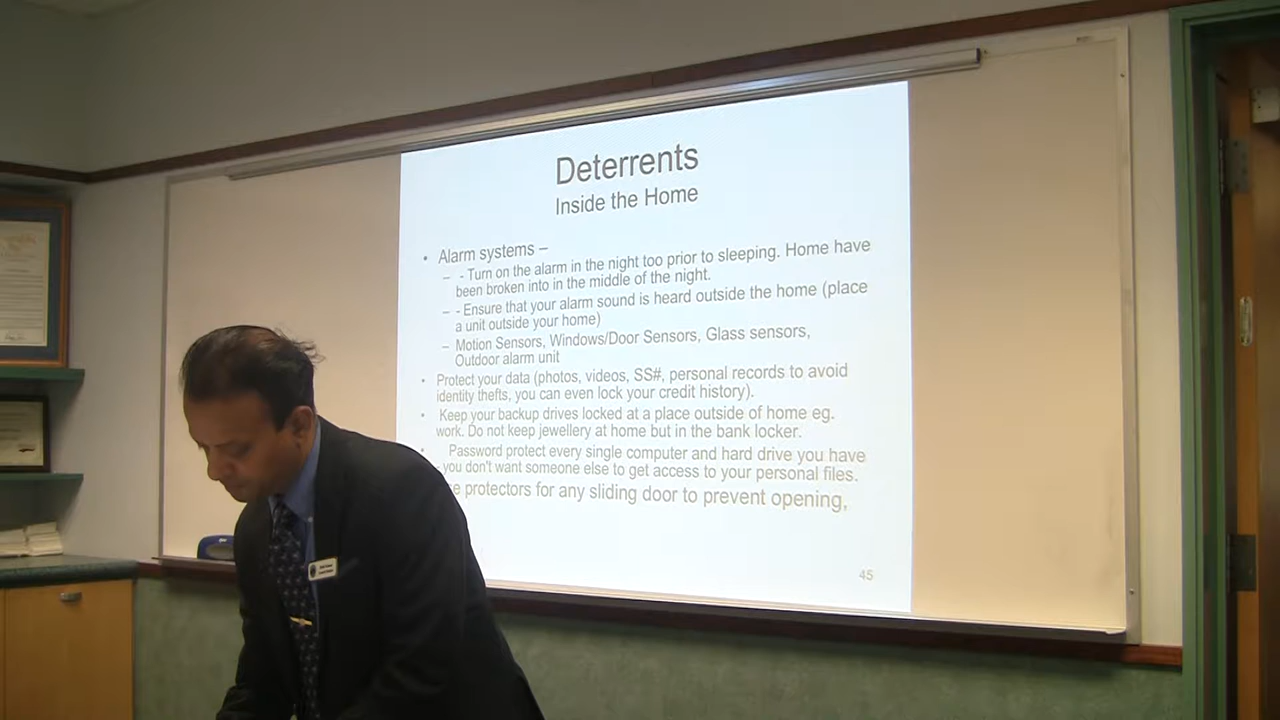 Deterrents
Inside the Home
• Alarm systems –
– - Turn on the alarm in the night too prior to sleeping. Home have
been broken into in the middle of the night.
– - Ensure that your alarm sound is heard outside the home (place
a unit outside your home)
– Motion Sensors, Windows/Door Sensors, Glass sensors,
Outdoor alarm unit
• Protect your data (photos, videos, SS#, personal records to avoid
identity thefts, you can even lock your credit history).
• Keep your backup drives locked at a place outside of home eg.
work. Do not keep jewellery at home but in the bank locker.
• Password protect every single computer and hard drive you have
-you don't want someone else to get access to your personal files.
protectors for any sliding door to prevent opening,
45